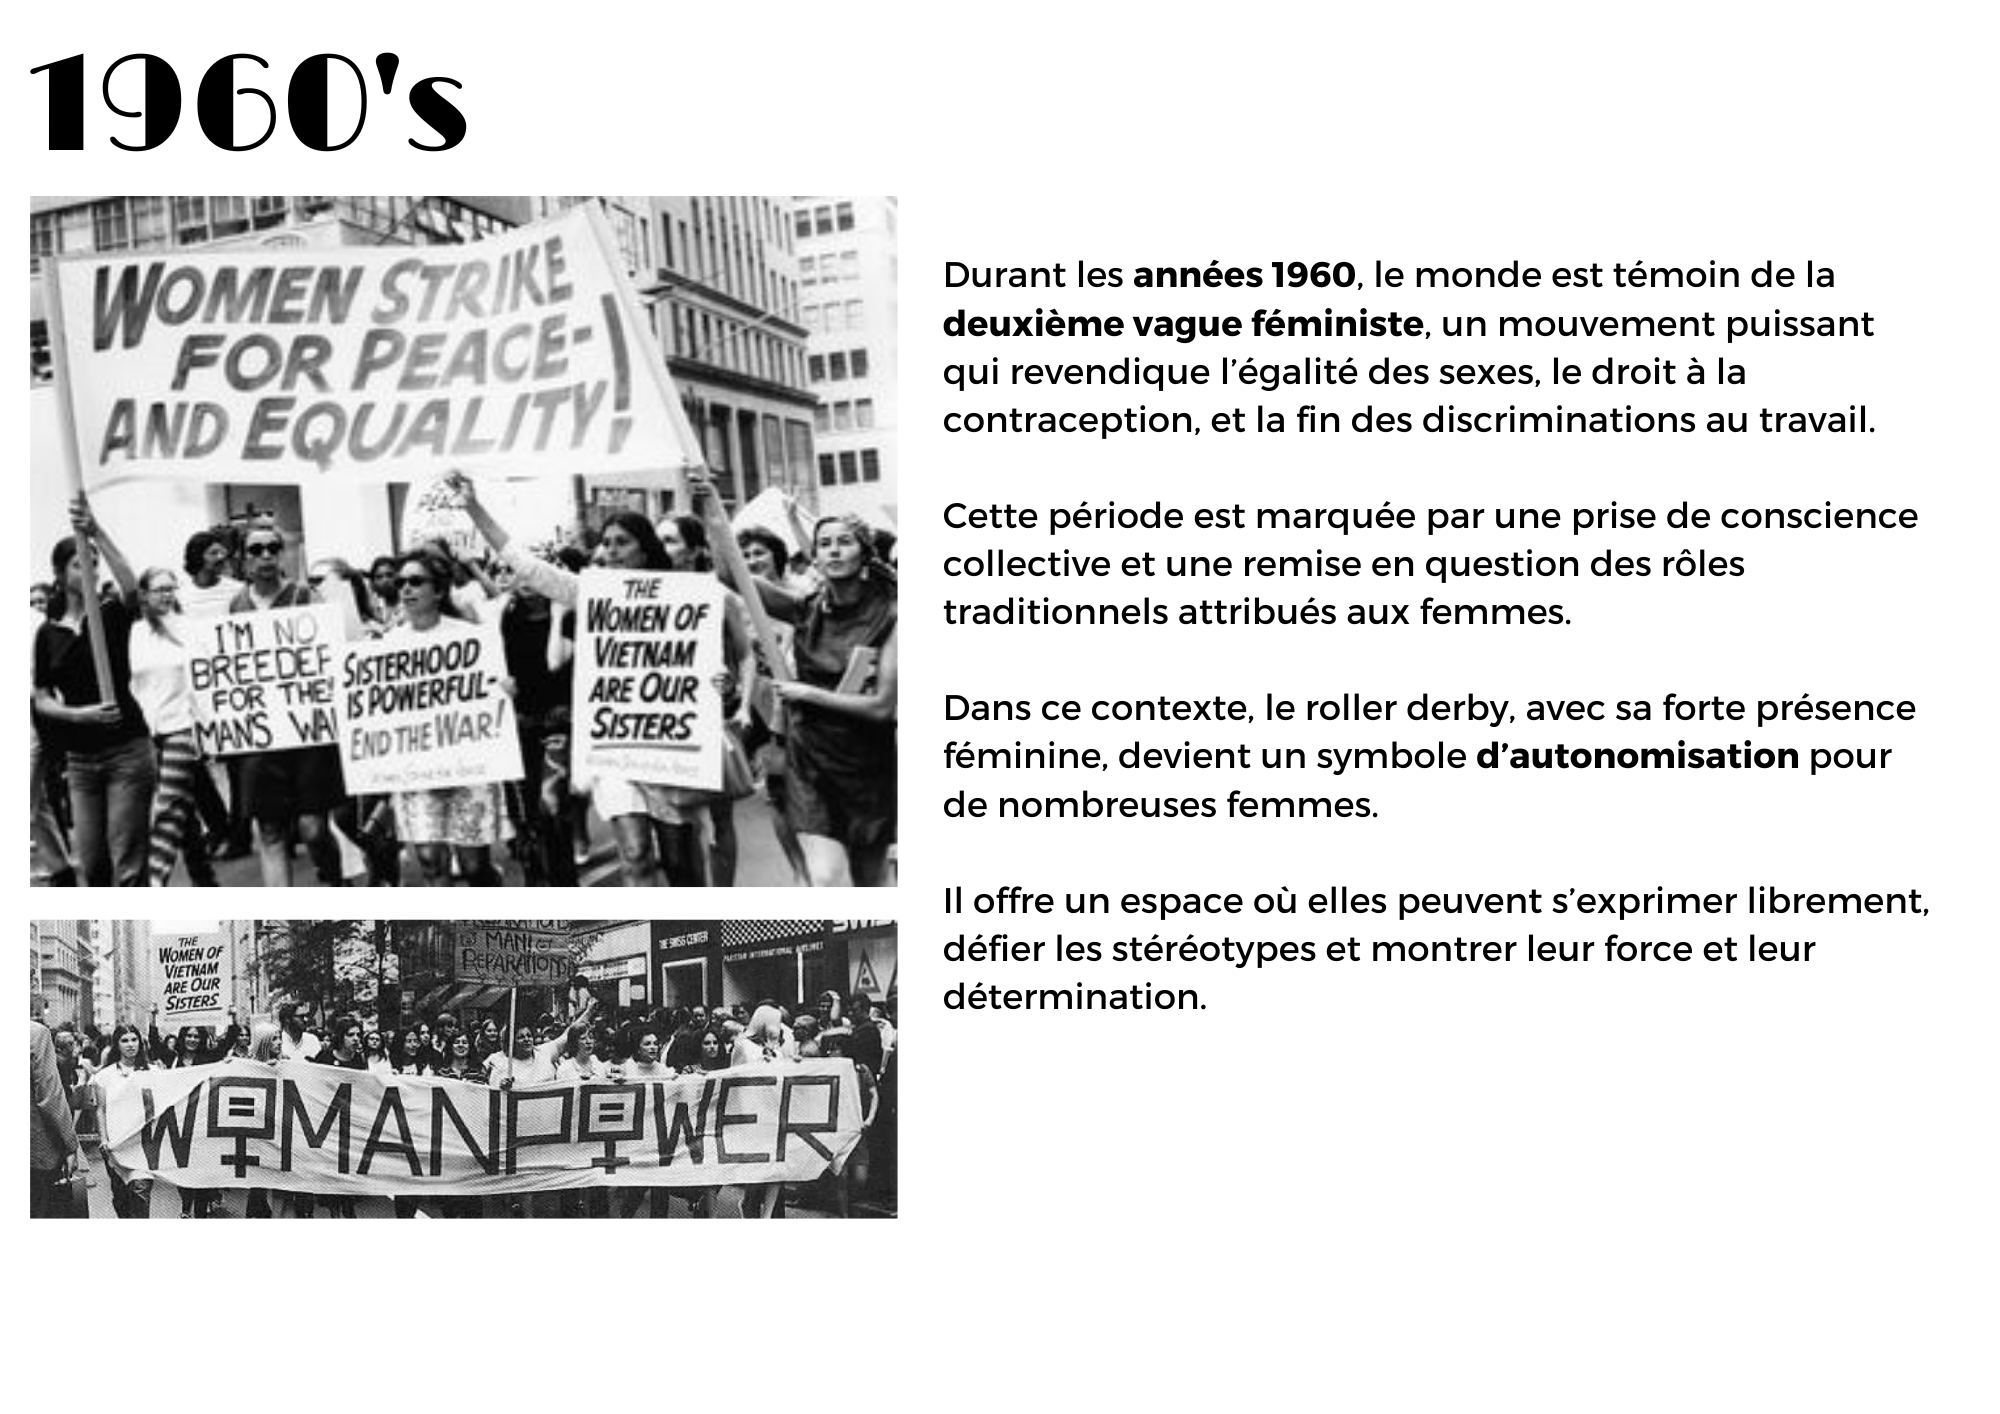 1960's
WOMEN STRIKE
FOR PEACE-
AND EQUALITY!
PEACE
I'M NO
BREEDER
FOR THE
MAN'S WAR
SISTERHOOD
IS POWERFUL-
END THE WAR!
THE
WOMEN OF
VIETNAM
ARE OUR
SISTERS
THE
WOMEN OF
VIETNAM
ARE OUR
SISTERS
REPARATIONS
THE SWISS CENTER
PAKISTAN INTERNATIONAL AIRLINES
WOMANPOWER
Durant les années 1960, le monde est témoin de la
deuxième vague féministe, un mouvement puissant
qui revendique l’égalité des sexes, le droit à la
contraception, et la fin des discriminations au travail.
Cette période est marquée par une prise de conscience
collective et une remise en question des rôles
traditionnels attribués aux femmes.
Dans ce contexte, le roller derby, avec sa forte présence
féminine, devient un symbole d’autonomisation pour
de nombreuses femmes.
Il offre un espace où elles peuvent s’exprimer librement,
défier les stéréotypes et montrer leur force et leur
détermination.